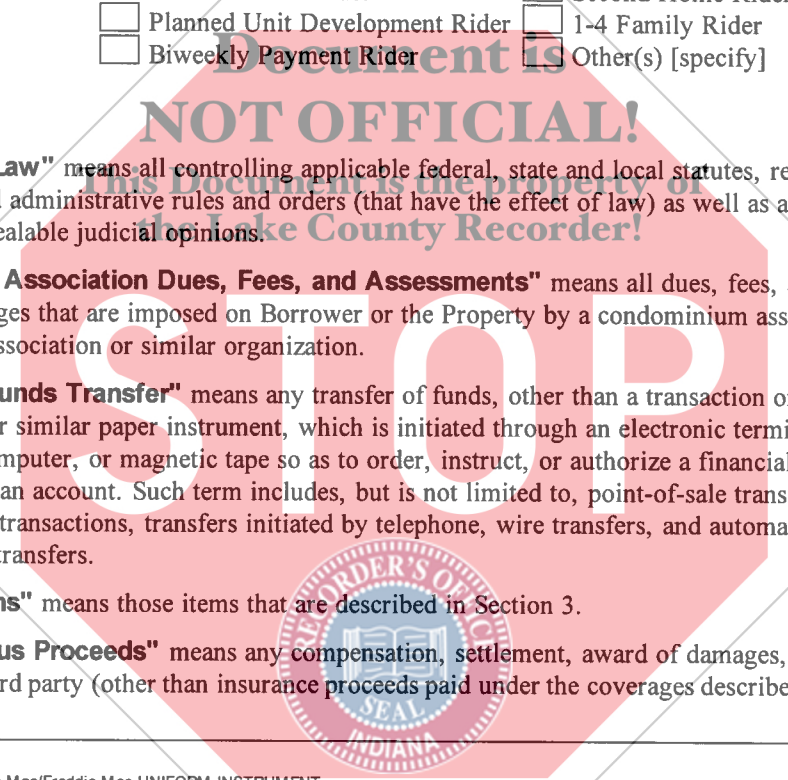 Planned Unit Development Rider
1-4 Family Rider
Biweekly Payment Rider
Other(s) [specify]
Document is
NOT OFFICIAL!
This Document is the property of
the Lake County Recorder!
Law" means all controlling applicable federal, state and local statutes, re
administrative rules and orders (that have the effect of law) as well as a
ealable judicial opinions.
Association Dues, Fees, and Assessments" means all dues, fees,
ges that are imposed on Borrower or the Property by a condominium ass
ssociation or similar organization.
unds Transfer" means any transfer of funds, other than a transaction o
r similar paper instrument, which is initiated through an electronic termi
mputer, or magnetic tape so as to order, instruct, or authorize a financial
an account. Such term includes, but is not limited to, point-of-sale trans
transactions, transfers initiated by telephone, wire transfers, and automa
transfers.
ns" means those items that are described in Section 3.
us Proceeds" means any compensation, settlement, award of damages,
rd party (other than insurance proceeds paid under the coverages describe
STOP
RECORDER'S OFFICE
SEAL
INDIANA
Mae/Freddie Mac UNIFORM INSTRUMENT